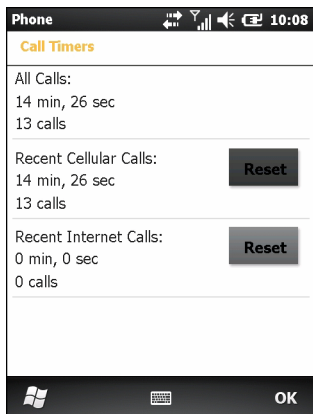 Phone 10:08
Call Timers
All Calls:
14 min, 26 sec
13 calls
Recent Cellular Calls:
14 min, 26 sec
Reset
13 calls
Recent Internet Calls:
0 min, 0 sec
Reset
0 calls
OK